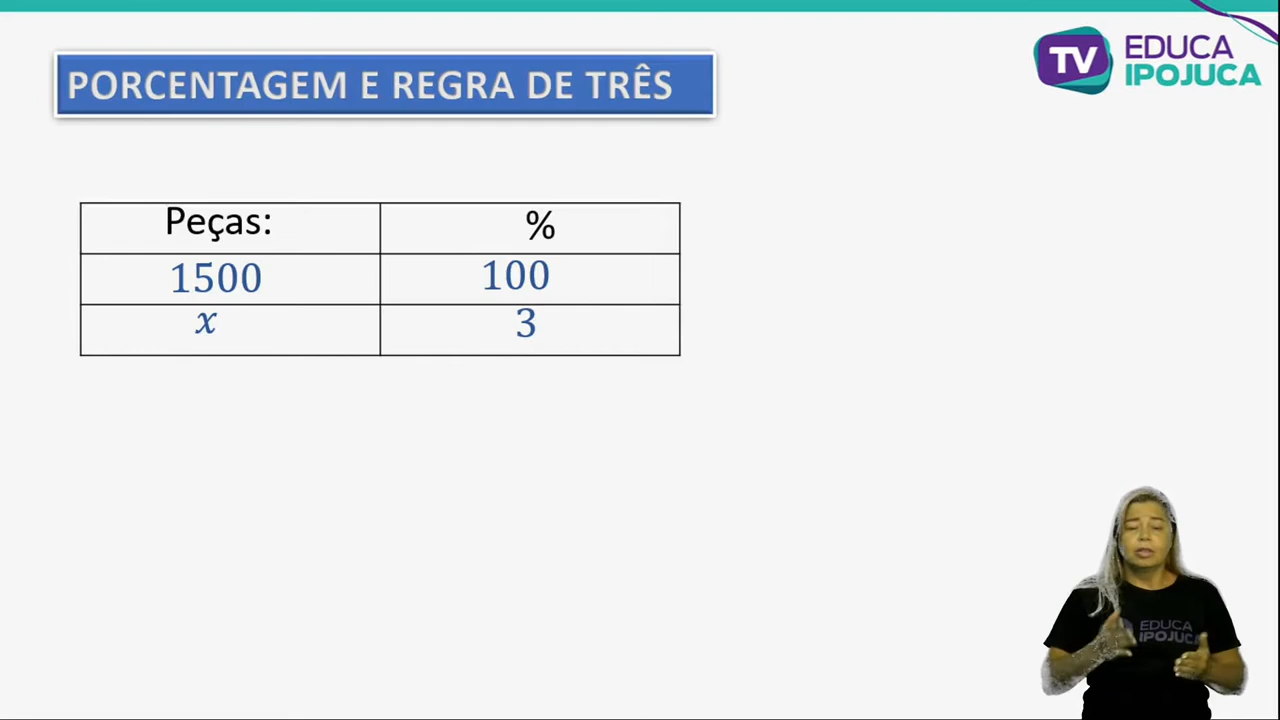 PORCENTAGEM E REGRA DE TRÊS
TV EDUCA
IPOJUCA
Peças: %
1500 100
x 3
EDUCA
IPOJUCA